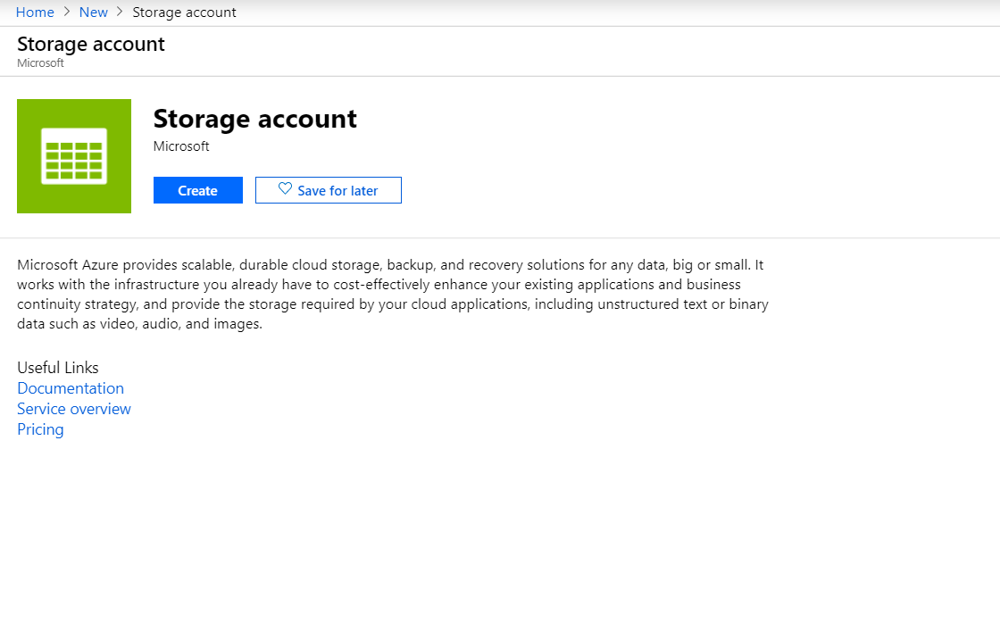 Home > New > Storage account
Storage account
Microsoft
Storage account
Microsoft
Create
Save for later
Microsoft Azure provides scalable, durable cloud storage, backup, and recovery solutions for any data, big or small. It
works with the infrastructure you already have to cost-effectively enhance your existing applications and business
continuity strategy, and provide the storage required by your cloud applications, including unstructured text or binary
data such as video, audio, and images.
Useful Links
Documentation
Service overview
Pricing